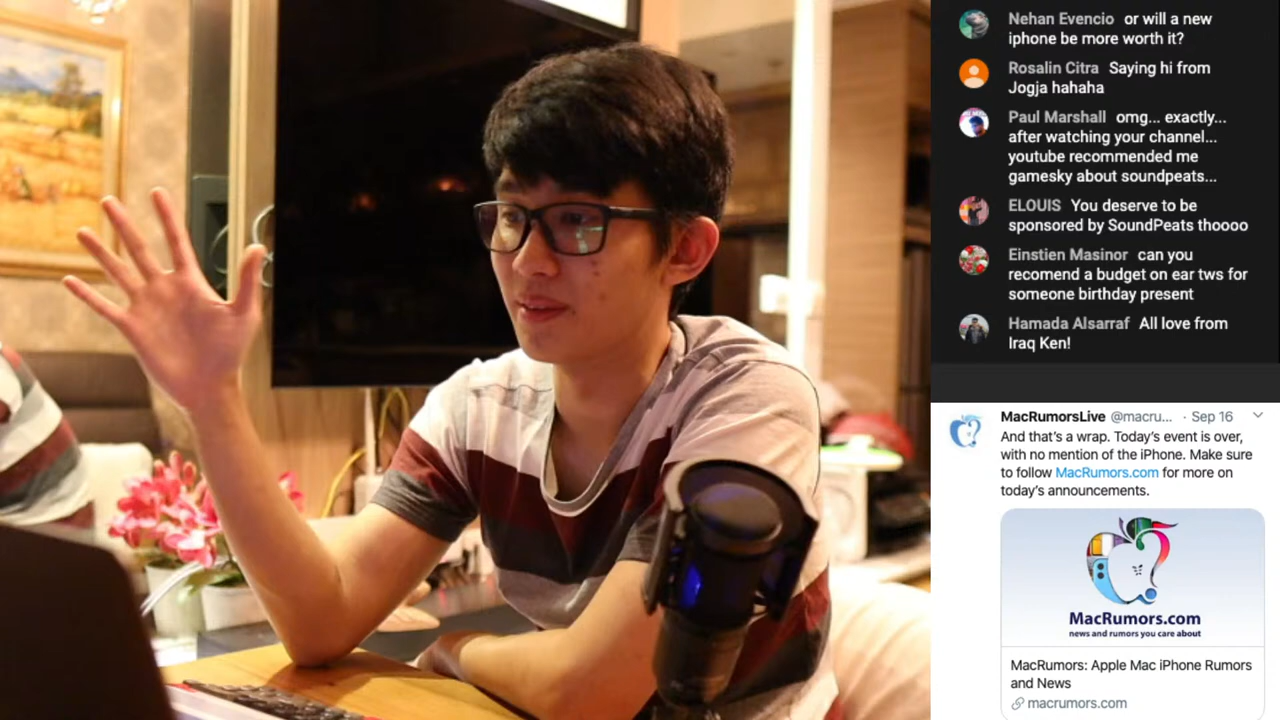 Nehan Evencio or will a new
iphone be more worth it?
Rosalin Citra Saying hi from
Jogja hahaha
Paul Marshall omg... exactly...
after watching your channel...
youtube recommended me
gamesky about soundpeats...
ELOUIS You deserve to be
sponsored by SoundPeats thoooo
Einstien Masinor can you
recomend a budget on ear tws for
someone birthday present
Hamada Alsarraf All love from
Iraq Ken!
MacRumorsLive @macru... · Sep 16
And that's a wrap. Today's event is over,
with no mention of the iPhone. Make sure
to follow MacRumors.com for more on
today's announcements.
MacRumors.com
news and rumors you care about
MacRumors: Apple Mac iPhone Rumors
and News
macrumors.com